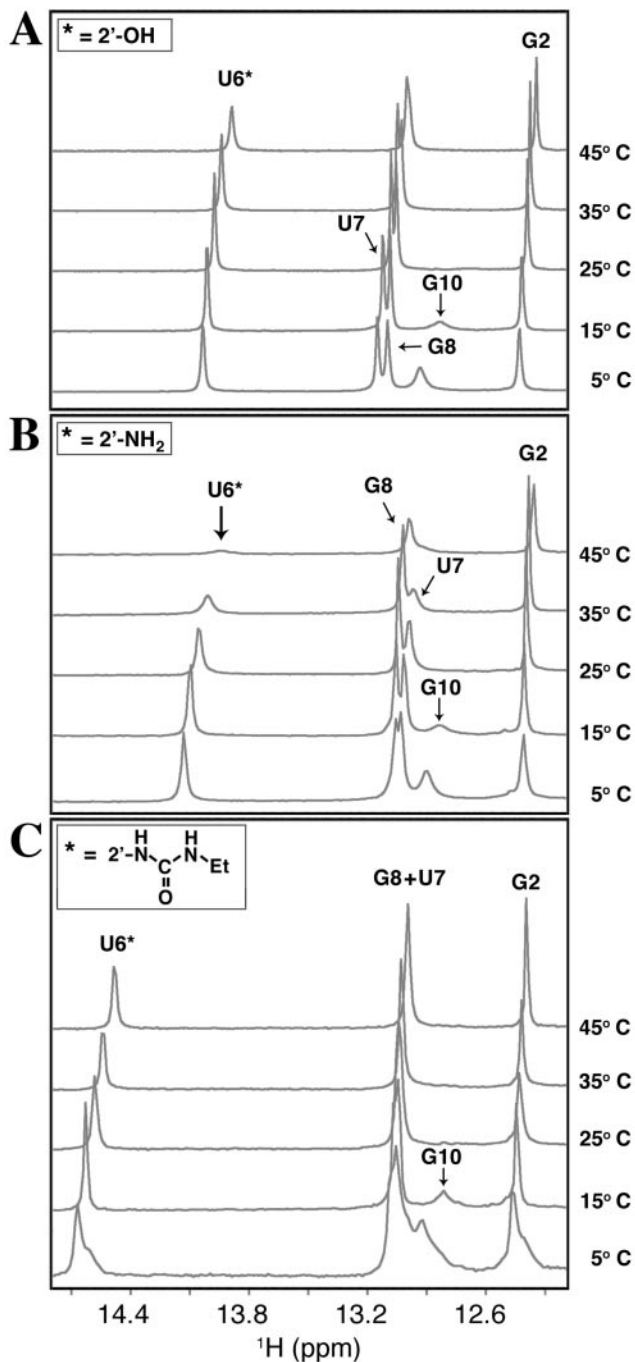 A
* = 2'-OH
U6*
G2
45° C
35° C
U7
25° C
G10
15° C
G8
5° C
B
* = 2'-NH₂
U6*
G8
G2
45° C
U7
35° C
25° C
G10
15° C
5° C
C
H H
* = 2'-N N
C Et
O
G8+U7
G2
U6*
45° C
35° C
25° C
G10
15° C
5° C
14.4 13.8 13.2 12.6
¹H (ppm)